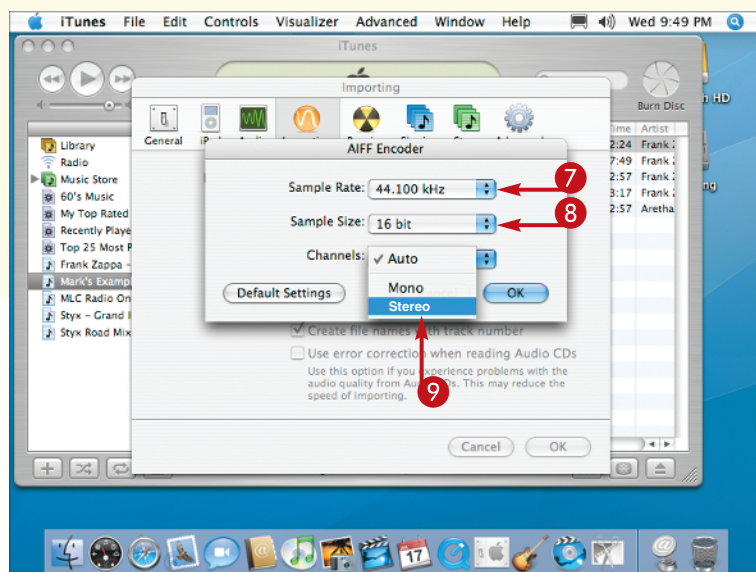 iTunes File Edit Controls Visualizer Advanced Window Help Wed 9:49 PM
iTunes
Importing
Burn Disc
HD
General
AIFF Encoder
Sample Rate: 44.100 kHz
7
Sample Size: 16 bit
8
Channels:
Auto
Mono
Stereo
Default Settings
OK
9
Create file names with track number
Use error correction when reading Audio CDs
Use this option if you experience problems with the
audio quality from Audio CDs. This may reduce the
speed of importing.
Cancel
OK
Library
Radio
Music Store
60's Music
My Top Rated
Recently Playe
Top 25 Most P
Frank Zappa –
Mark's Exampl
MLC Radio On
Styx – Grand I
Styx Road Mix
Artist
2:24 Frank
7:49 Frank
2:57 Frank
3:17 Frank
2:57 Aretha
17